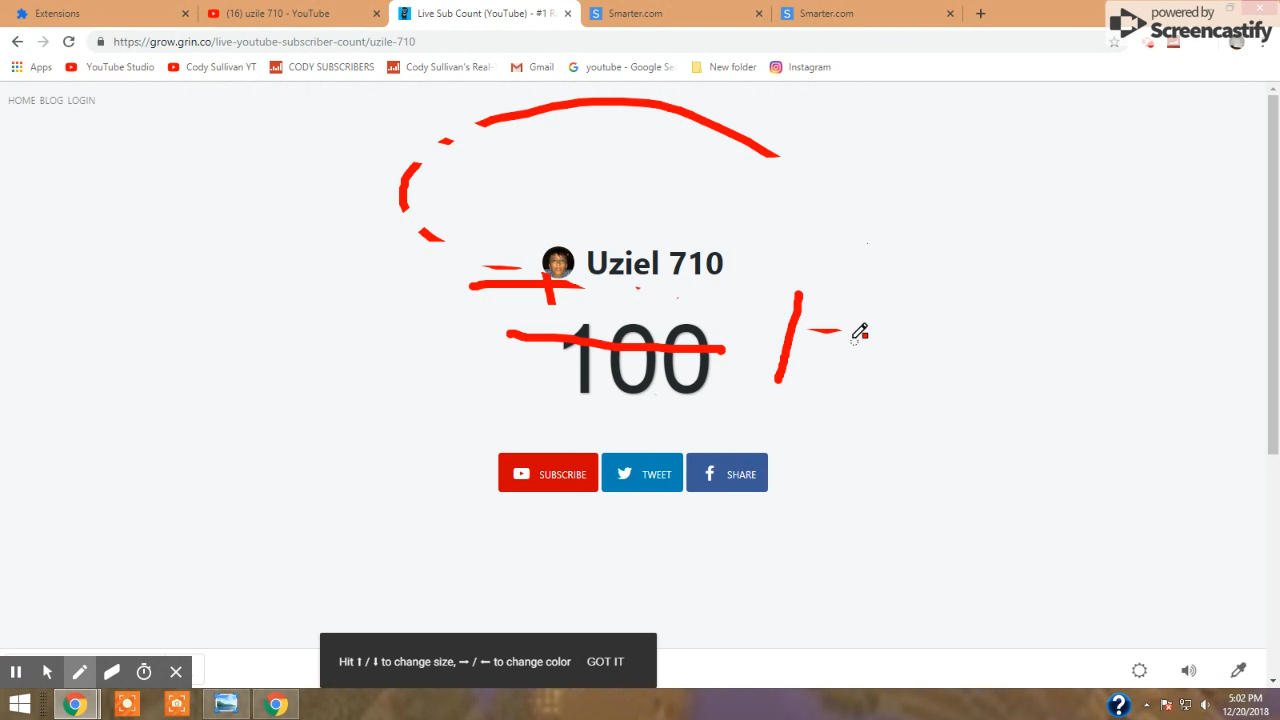 Extensions
(16) uzile 710 - YouTube
Live Sub Count (YouTube) - #1 R
Smarter.com
Smarter.com
powered by
Screencastify
https://grow.grin.co/live-youtube-subscriber-count/uzile-710
Apps
YouTube Studio
Cody Sullivan YT
CODY SUBSCRIBERS
Cody Sullivan's Real-
Gmail
youtube - Google Se
New folder
Instagram
HOME BLOG LOGIN
Uziel 710
100
SUBSCRIBE
TWEET
SHARE
Hit ⬆ / ⬇ to change size, ➡ / ⬅ to change color GOT IT
5:02 PM
12/20/2018